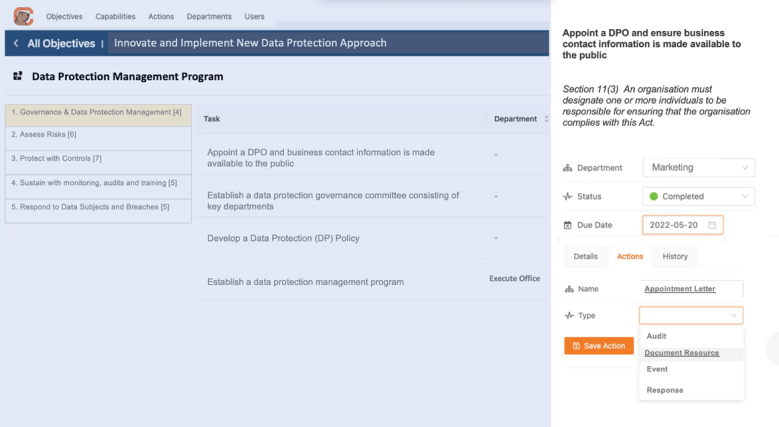 Objectives Capabilities Actions Departments Users
< All Objectives | Innovate and Implement New Data Protection Approach
Data Protection Management Program
1. Governance & Data Protection Management [4]
2. Assess Risks [6]
3. Protect with Controls [7]
4. Sustain with monitoring, audits and training [5]
5. Respond to Data Subjects and Breaches [5]
Task Department
Appoint a DPO and business contact information is made
available to the public
-
Establish a data protection governance committee consisting of
key departments
-
Develop a Data Protection (DP) Policy
-
Establish a data protection management program
Execute Office
Appoint a DPO and ensure business
contact information is made available to
the public
Section 11(3) An organisation must
designate one or more individuals to be
responsible for ensuring that the organisation
complies with this Act.
Department Marketing
Status Completed
Due Date 2022-05-20
Details Actions History
Name Appointment Letter
Type
Save Action
Audit
Document Resource
Event
Response